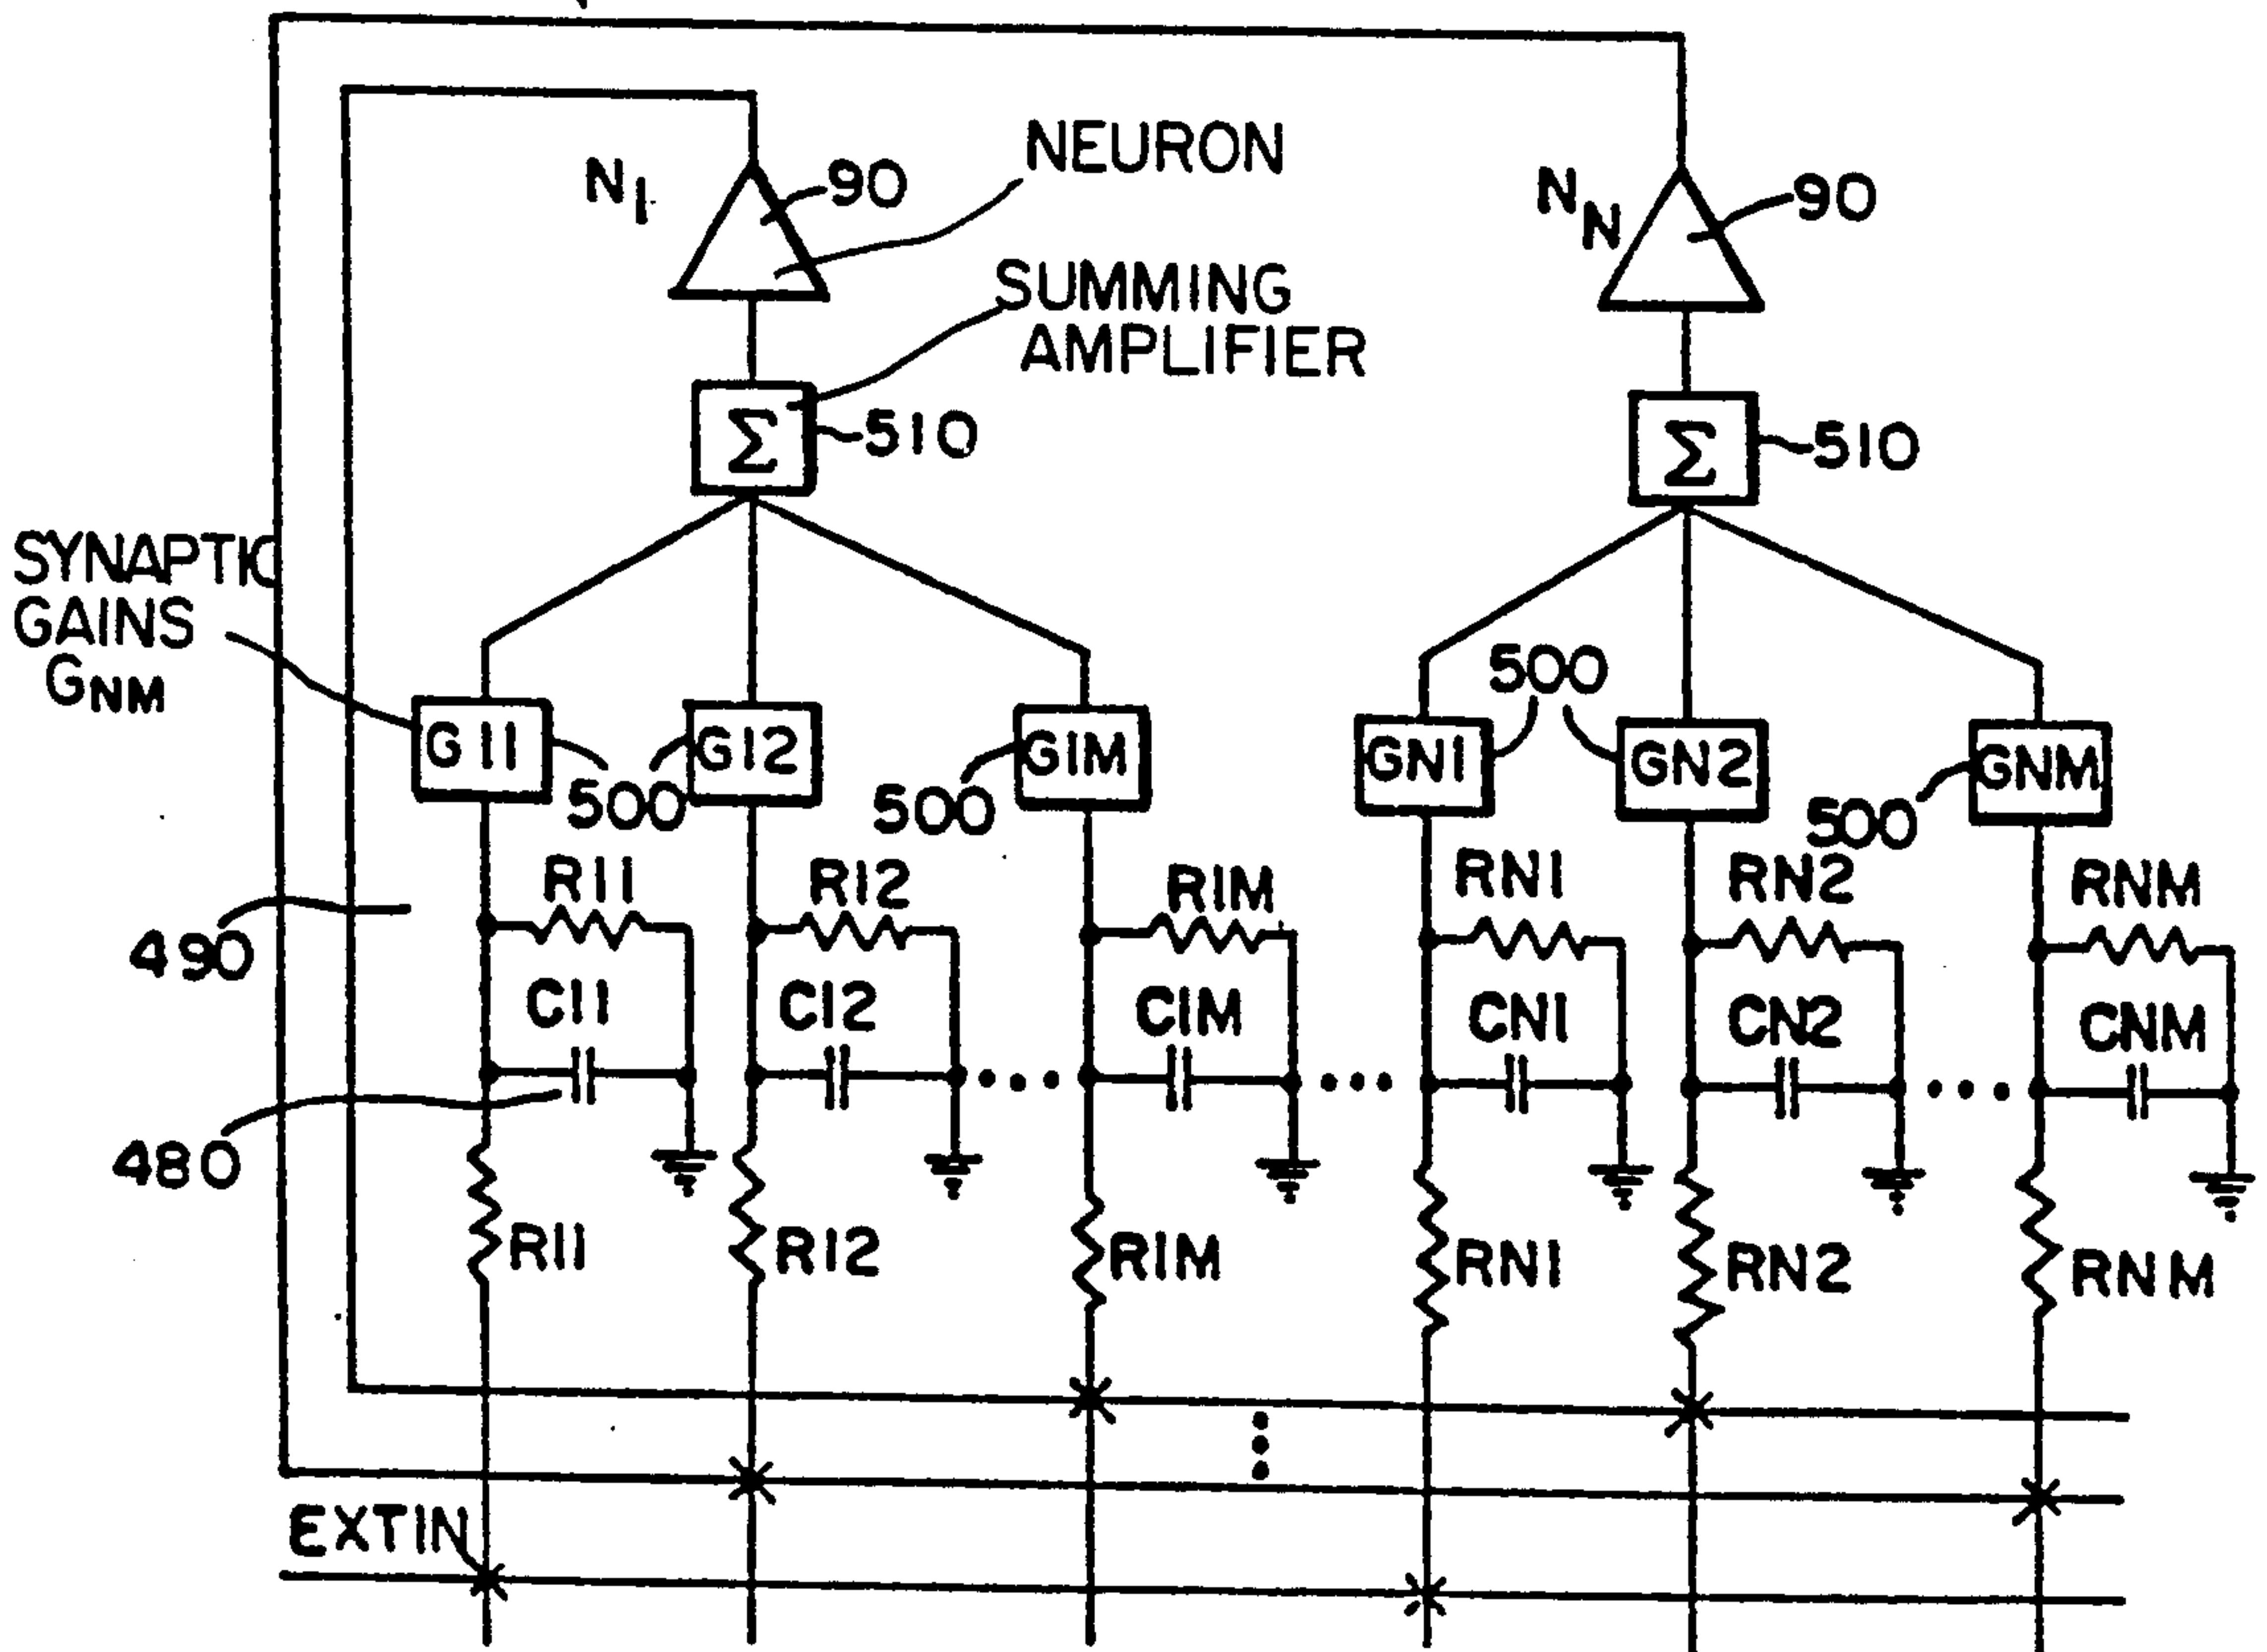 NEURON
N1
90
NN
90
SUMMING
AMPLIFIER
Σ
510
Σ
510
SYNAPTIC
GAINS
GNM
500
G11
G12
G1M
GN1
GN2
GNM
500
500
500
R11
R12
R1M
RN1
RN2
RNM
490
C11
C12
C1M
CN1
CN2
CNM
480
R11
R12
R1M
RN1
RN2
RNM
EXTIN